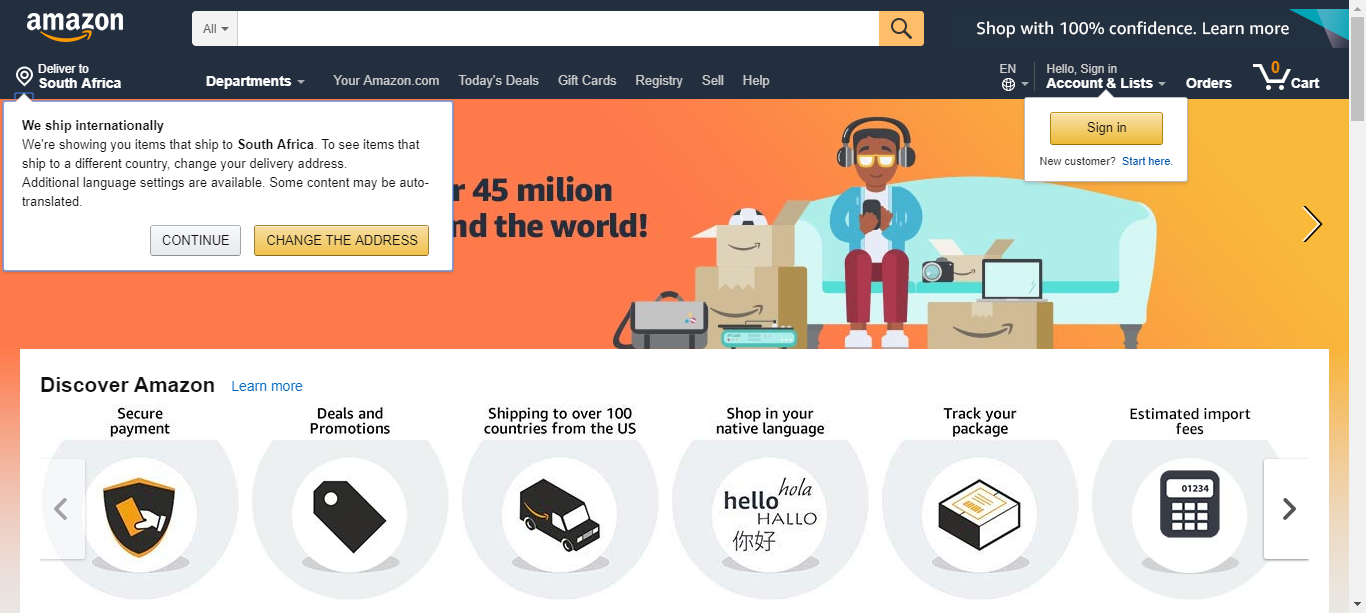 amazon
All
Shop with 100% confidence. Learn more
Deliver to
South Africa
Departments
Your Amazon.com
Today's Deals
Gift Cards
Registry
Sell
Help
EN
Hello, Sign in
Account & Lists
Orders
0
Cart
We ship internationally
We're showing you items that ship to South Africa. To see items that
ship to a different country, change your delivery address.
Additional language settings are available. Some content may be auto-
translated.
CONTINUE
CHANGE THE ADDRESS
Sign in
New customer? Start here.
r 45 milion
nd the world!
Discover Amazon Learn more
Secure
payment
Deals and
Promotions
Shipping to over 100
countries from the US
Shop in your
native language
Track your
package
Estimated import
fees
hello
hola
HALLO
你好
01234